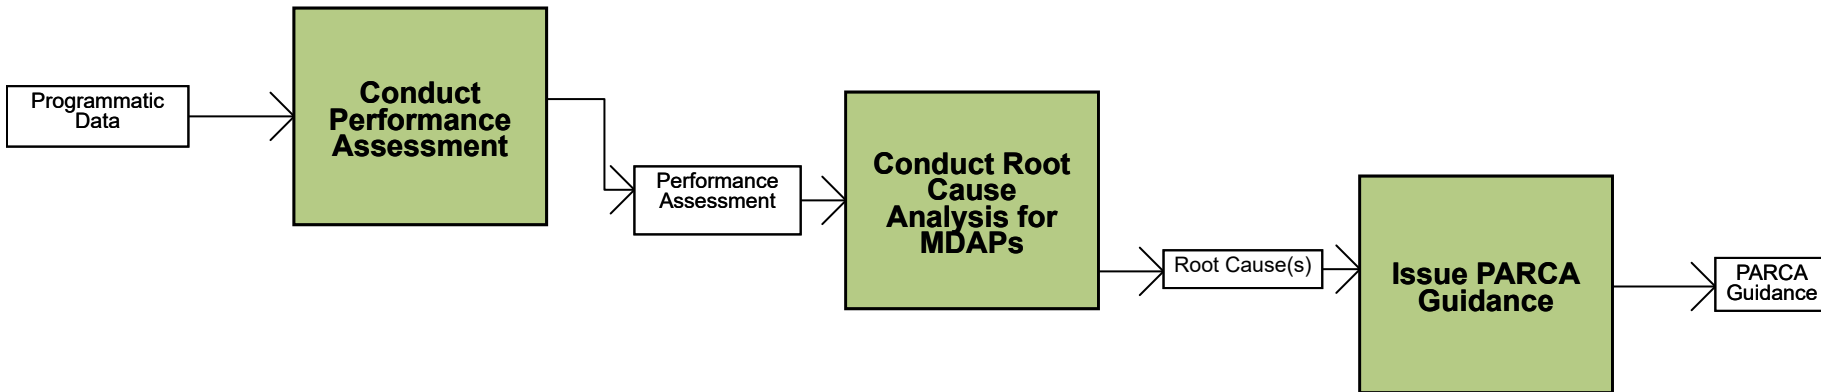 Programmatic
Data
Conduct
Performance
Assessment
Performance
Assessment
Conduct Root
Cause
Analysis for
MDAPs
Root Cause(s)
Issue PARCA
Guidance
PARCA
Guidance